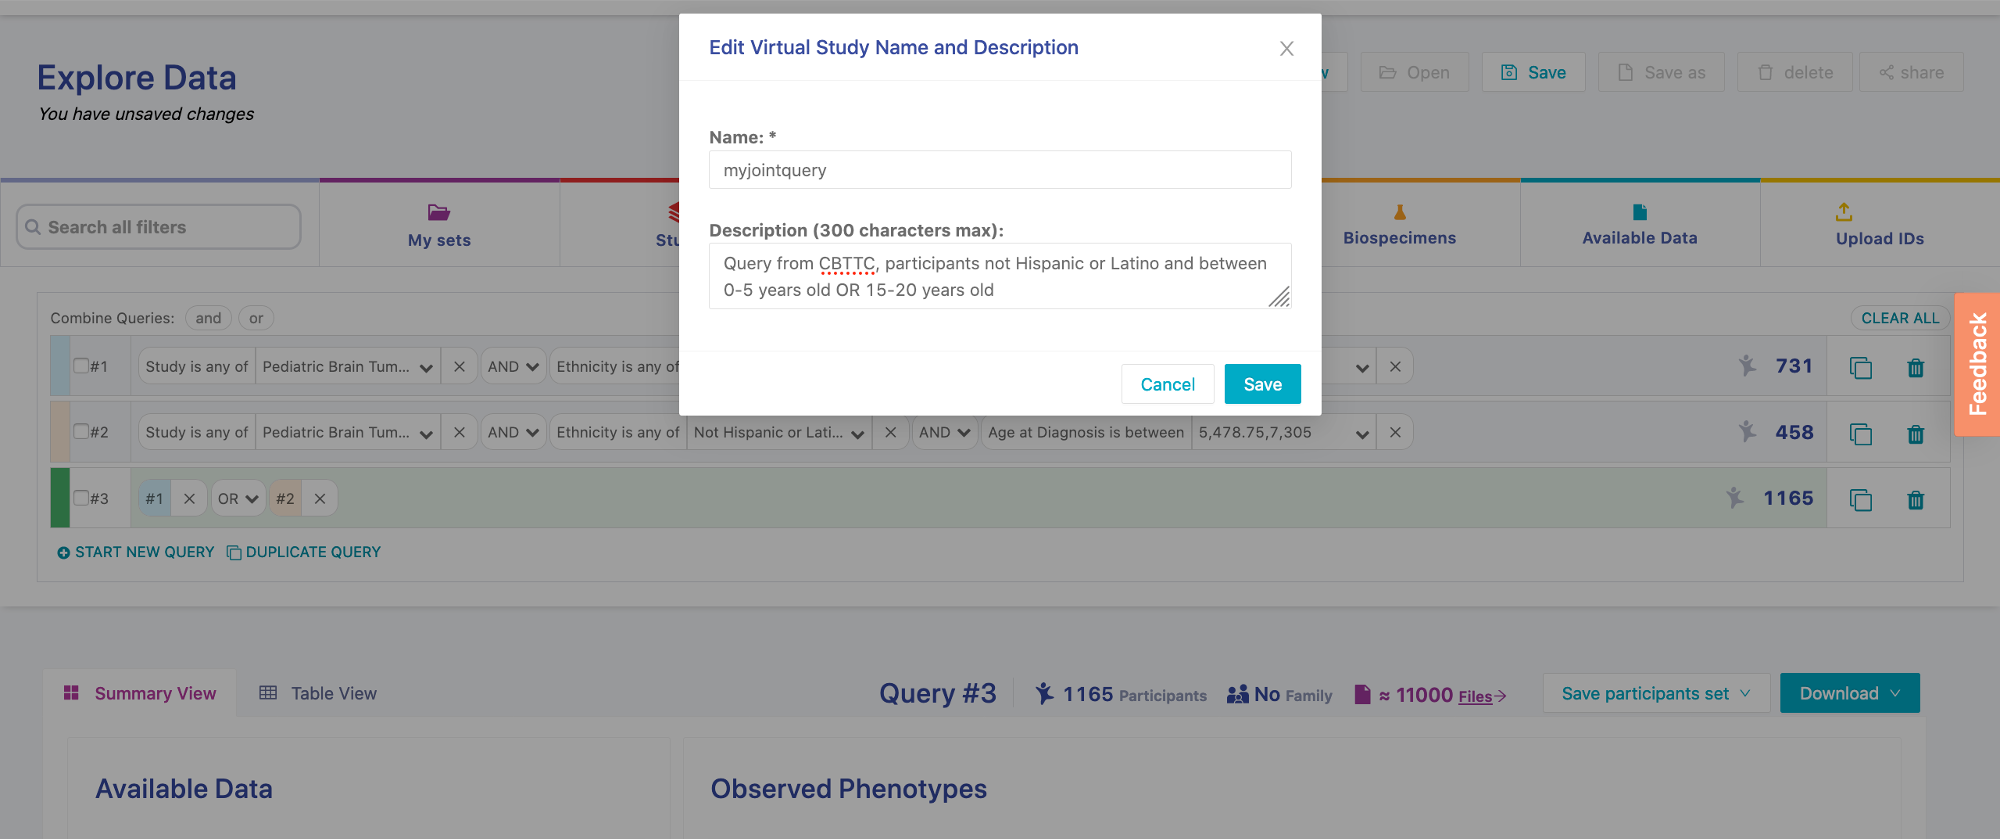 Edit Virtual Study Name and Description
Explore Data
You have unsaved changes
Open
Save
Save as
delete
share
Name: *
myjointquery
Description (300 characters max):
Query from CBTTC, participants not Hispanic or Latino and between
0-5 years old OR 15-20 years old
Cancel
Save
Search all filters
My sets
Biospecimens
Available Data
Upload IDs
Combine Queries: and or
CLEAR ALL
#1 Study is any of Pediatric Brain Tum... AND Ethnicity is any of 731
#2 Study is any of Pediatric Brain Tum... AND Ethnicity is any of Not Hispanic or Lati... AND Age at Diagnosis is between 5,478.75,7,305 458
#3 #1 OR #2 1165
START NEW QUERY DUPLICATE QUERY
Feedback
Summary View
Table View
Query #3
1165 Participants
No Family
≈ 11000 Files
Save participants set
Download
Available Data
Observed Phenotypes